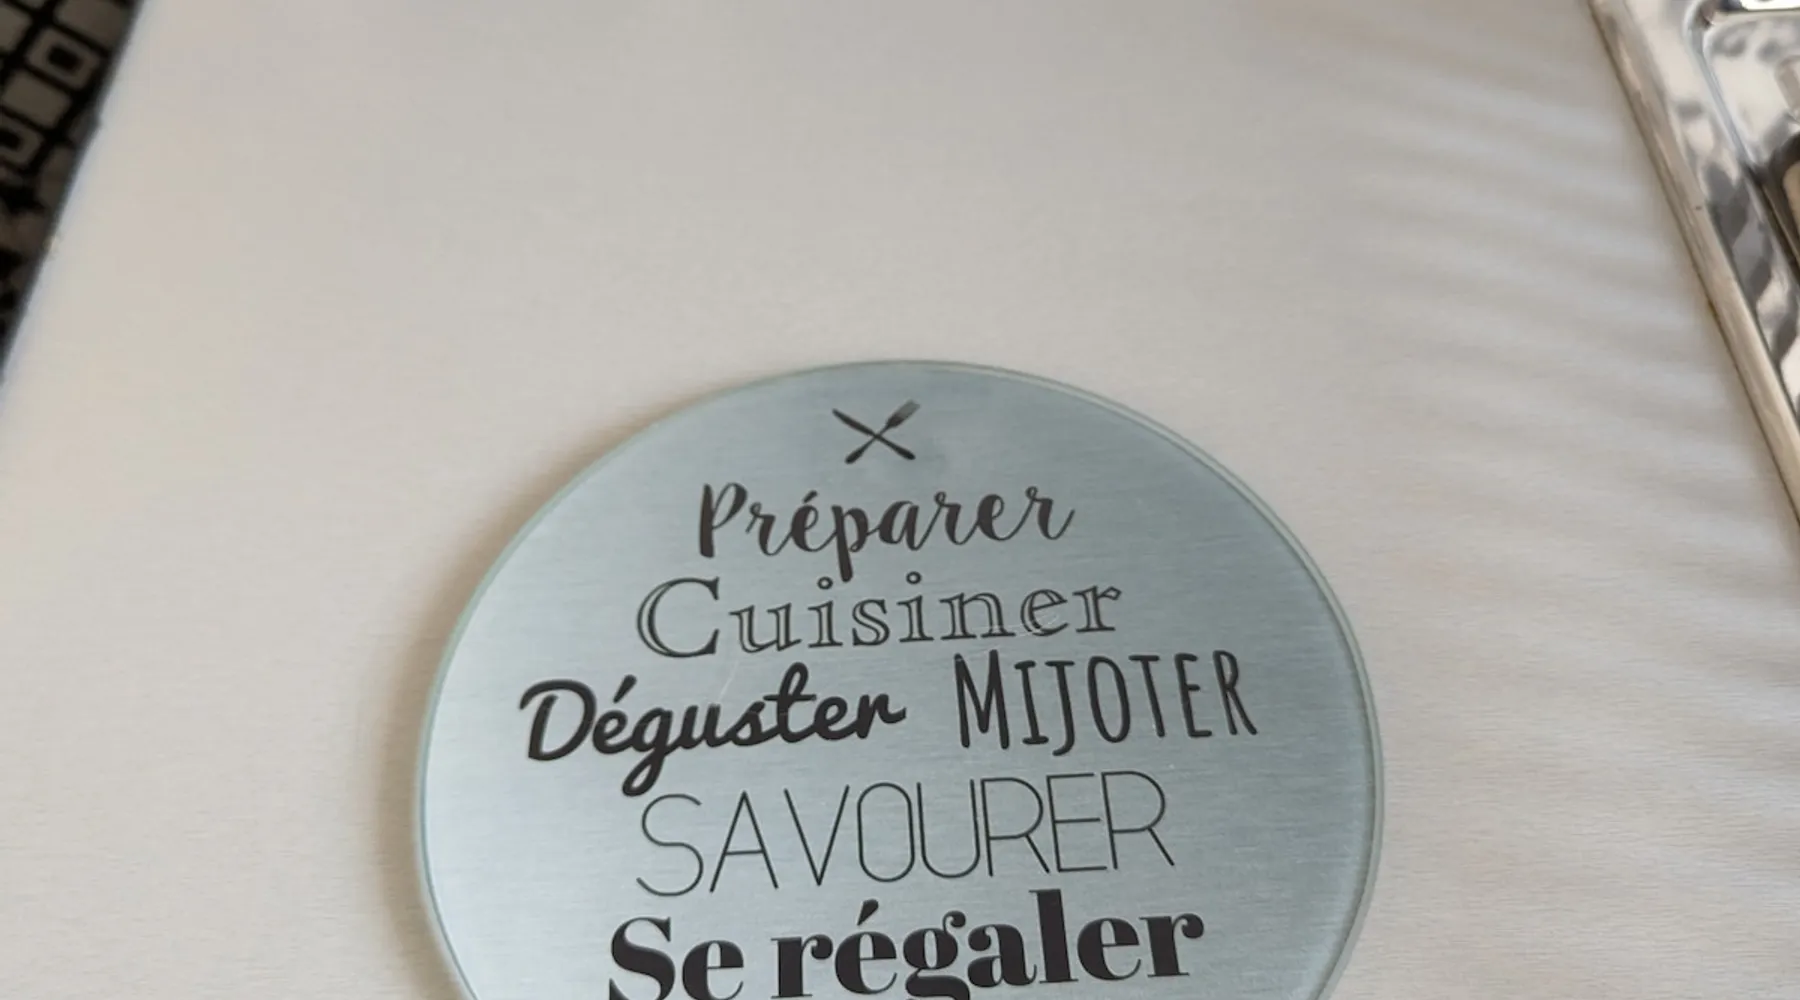 Préparer
Cuisiner
Déguster MIJOTER
SAVOURER
Se régaler